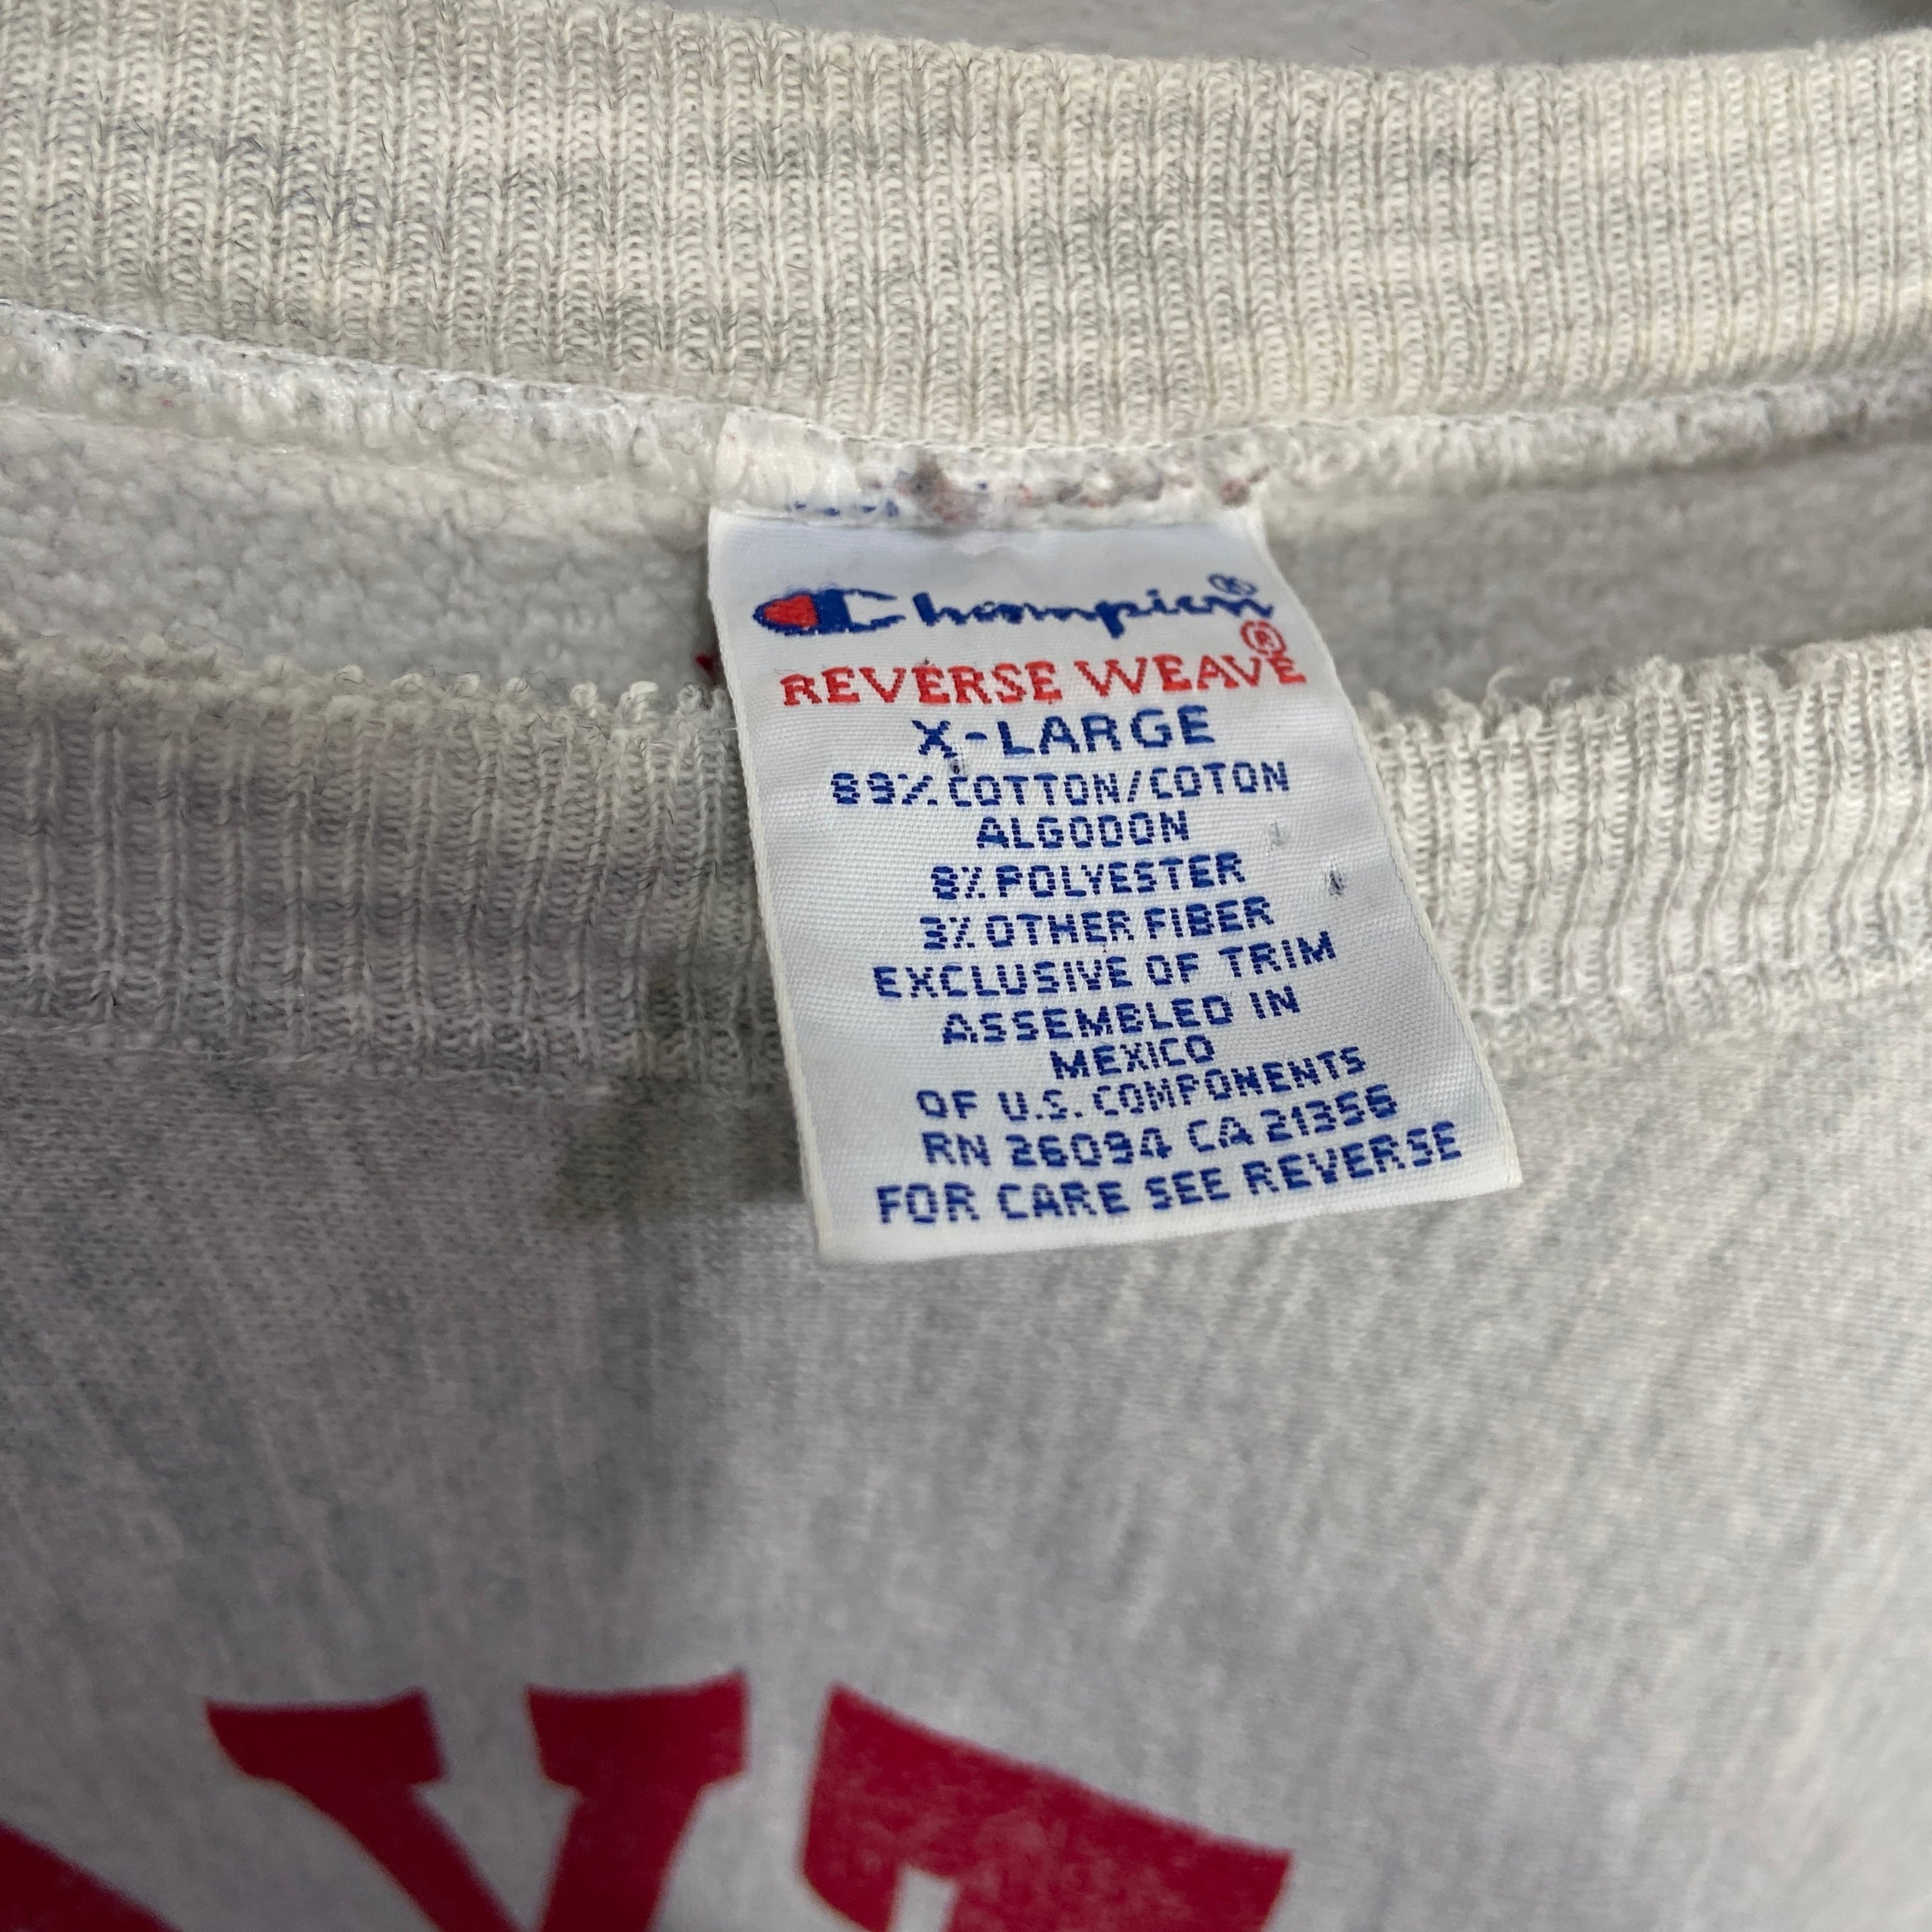 Champion®
REVERSE WEAVE®
X-LARGE
89% COTTON/COTON
ALGODON
8% POLYESTER
3% OTHER FIBER
EXCLUSIVE OF TRIM
ASSEMBLED IN
MEXICO
OF U.S. COMPONENTS
RN 26094 CA 21356
FOR CARE SEE REVERSE